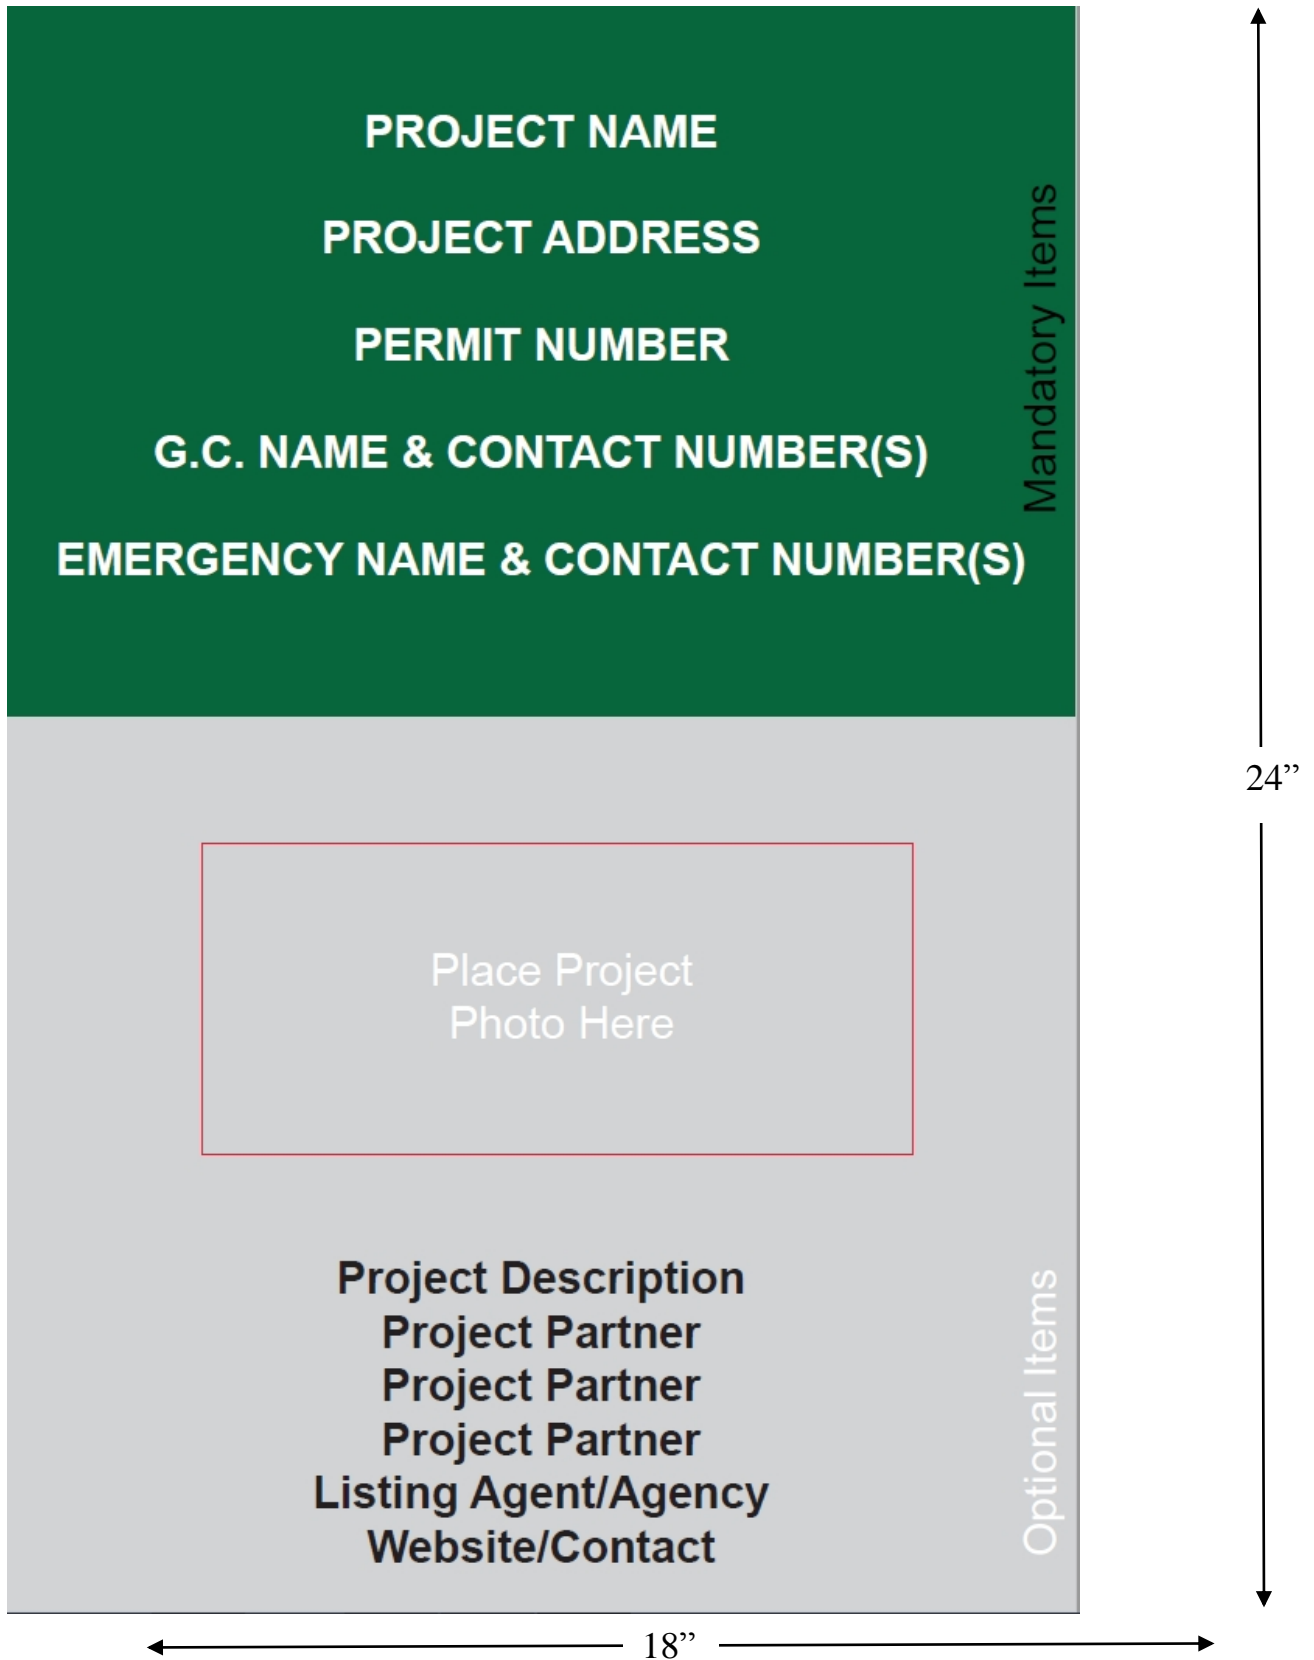 PROJECT NAME
PROJECT ADDRESS
PERMIT NUMBER
G.C. NAME & CONTACT NUMBER(S)
EMERGENCY NAME & CONTACT NUMBER(S)
Mandatory Items
24”
Place Project
Photo Here
Project Description
Project Partner
Project Partner
Project Partner
Listing Agent/Agency
Website/Contact
Optional Items
18”